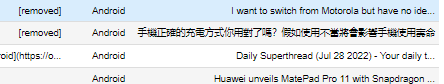 [removed] Android I want to switch from Motorola but have no ide...
[removed] Android 手機正確的充電方式你用對了嗎？假如使用不當將會影響手機使用壽命
roid](https://o... Android Daily Superthread (Jul 28 2022) - Your daily t...
Android Huawei unveils MatePad Pro 11 with Snapdragon ...